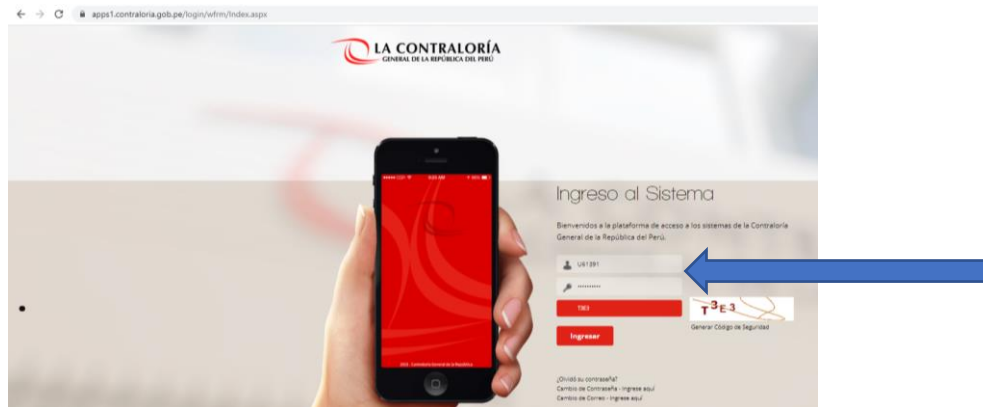 apps1.contraloria.gob.pe/login/wfrm/Index.aspx
LA CONTRALORÍA
GENERAL DE LA REPÚBLICA DEL PERÚ
Ingreso al Sistema
Bienvenidos a la plataforma de acceso a los sistemas de la Contraloría
General de la República del Perú.
U61391
T3E3
T3E3
Generar Código de Seguridad
Ingresar
¿Olvidó su contraseña?
Cambio de Contraseña - Ingrese aquí
Cambio de Correo - Ingrese aquí